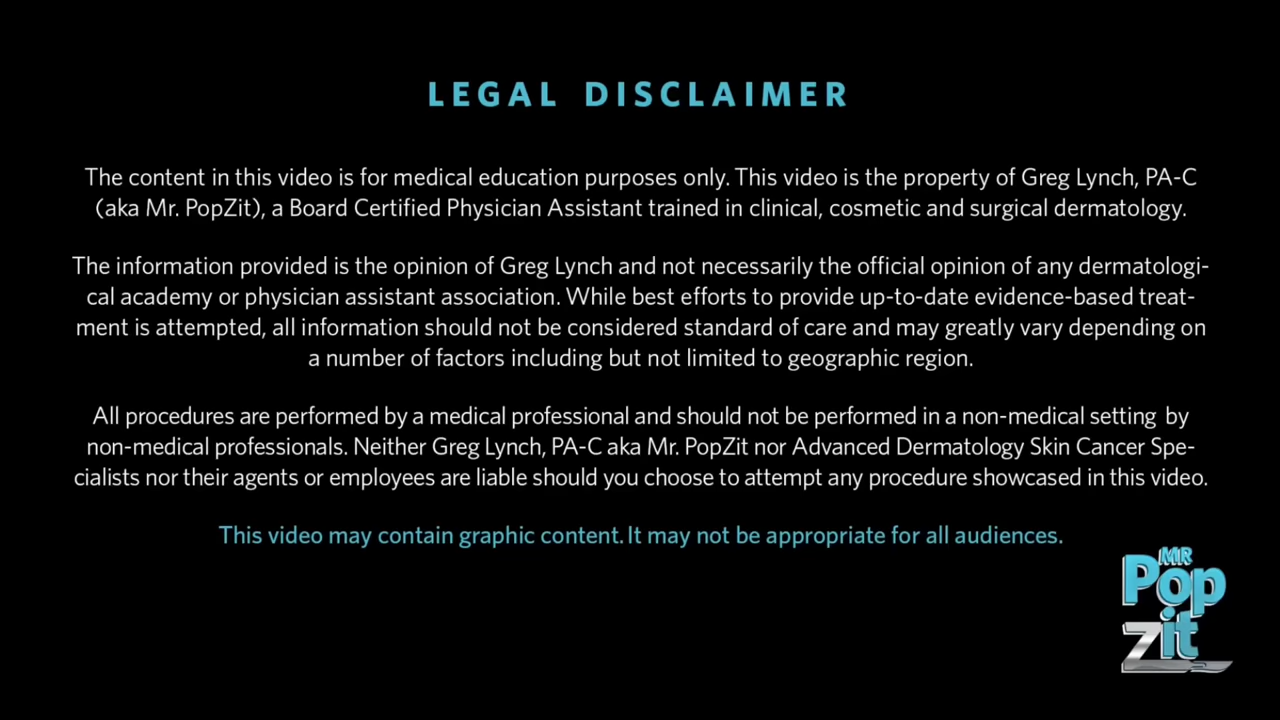 LEGAL DISCLAIMER
The content in this video is for medical education purposes only. This video is the property of Greg Lynch, PA-C
(aka Mr. PopZit), a Board Certified Physician Assistant trained in clinical, cosmetic and surgical dermatology.
The information provided is the opinion of Greg Lynch and not necessarily the official opinion of any dermatologi-
cal academy or physician assistant association. While best efforts to provide up-to-date evidence-based treat-
ment is attempted, all information should not be considered standard of care and may greatly vary depending on
a number of factors including but not limited to geographic region.
All procedures are performed by a medical professional and should not be performed in a non-medical setting by
non-medical professionals. Neither Greg Lynch, PA-C aka Mr. PopZit nor Advanced Dermatology Skin Cancer Spe-
cialists nor their agents or employees are liable should you choose to attempt any procedure showcased in this video.
This video may contain graphic content. It may not be appropriate for all audiences.
MR
Pop
Zit